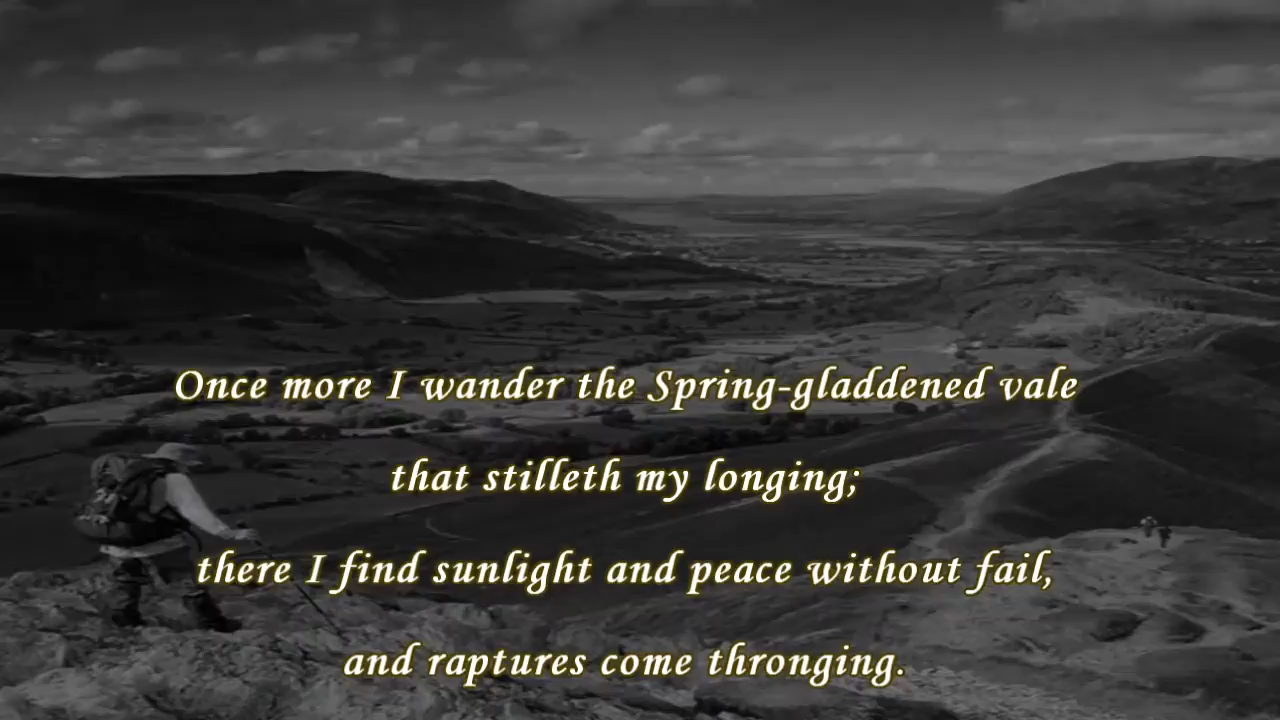 Once more I wander the Spring-gladdened vale
that stilleth my longing;
there I find sunlight and peace without fail,
and raptures come thronging.